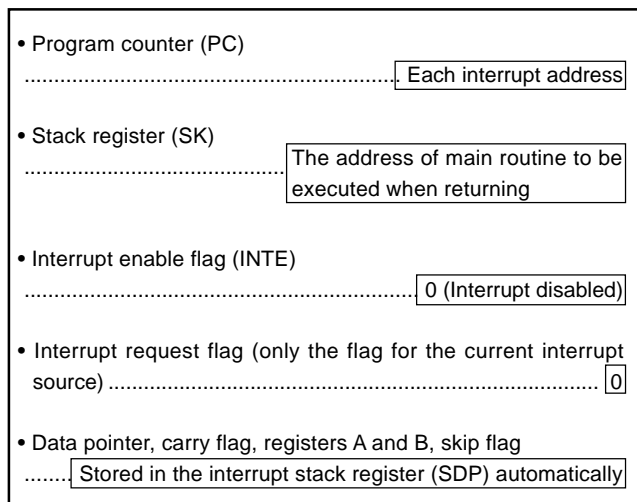 • Program counter (PC)
............................................................... Each interrupt address
• Stack register (SK)
............................................ The address of main routine to be
executed when returning
• Interrupt enable flag (INTE)
.................................................................. 0 (Interrupt disabled)
• Interrupt request flag (only the flag for the current interrupt
source) ................................................................................... 0
• Data pointer, carry flag, registers A and B, skip flag
........ Stored in the interrupt stack register (SDP) automatically